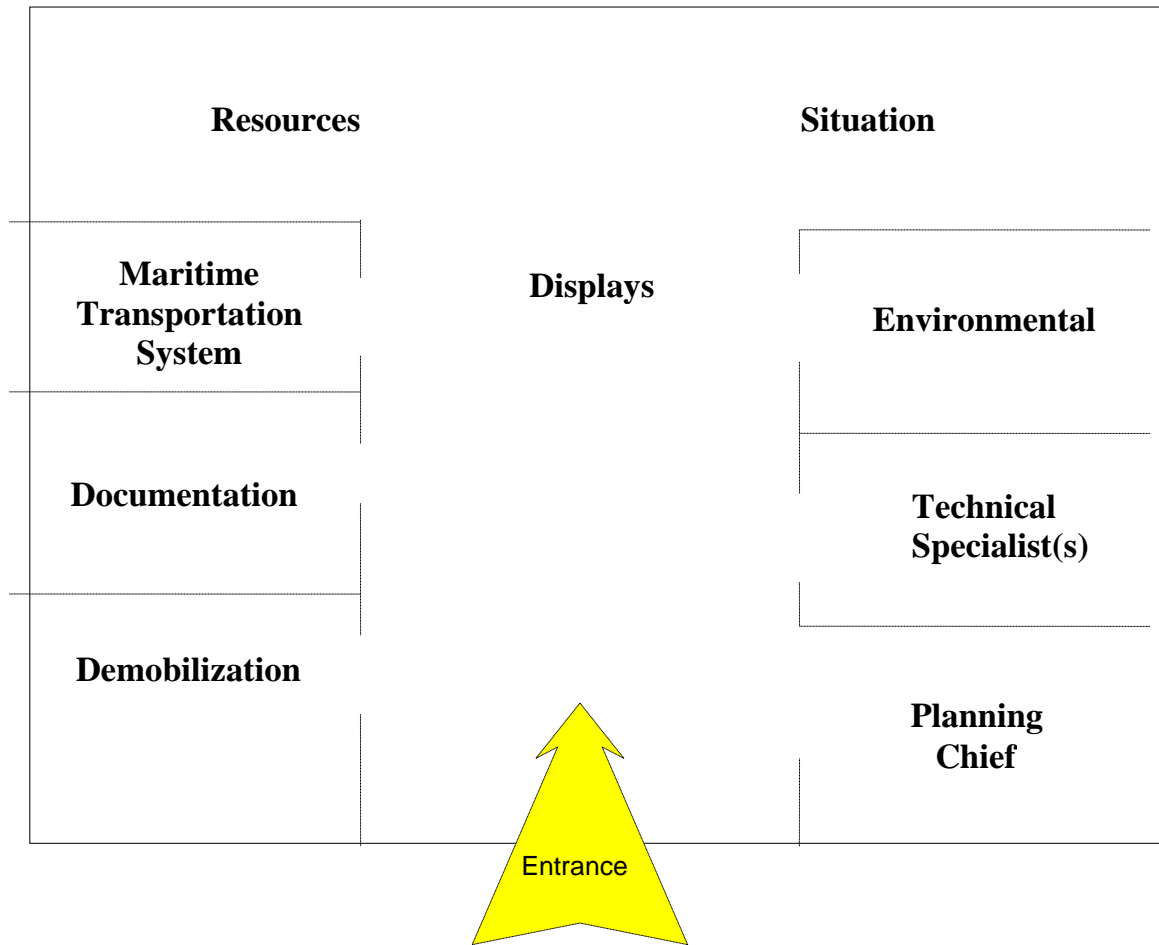 Resources
Situation
Maritime
Transportation
System
Displays
Environmental
Documentation
Technical
Specialist(s)
Demobilization
Planning
Chief
Entrance